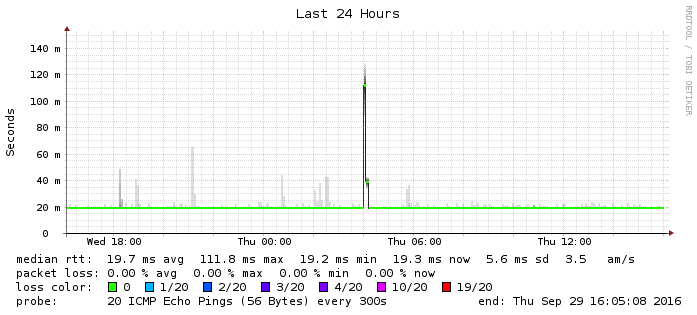 Last 24 Hours
RRDTOOL / TOBI OETIKER
Seconds
140 m
120 m
100 m
80 m
60 m
40 m
20 m
0
Wed 18:00 Thu 00:00 Thu 06:00 Thu 12:00
median rtt: 19.7 ms avg 111.8 ms max 19.2 ms min 19.3 ms now 5.6 ms sd 3.5 am/s
packet loss: 0.00 % avg 0.00 % max 0.00 % min 0.00 % now
loss color: 0 1/20 2/20 3/20 4/20 10/20 19/20
probe: 20 ICMP Echo Pings (56 Bytes) every 300s end: Thu Sep 29 16:05:08 2016